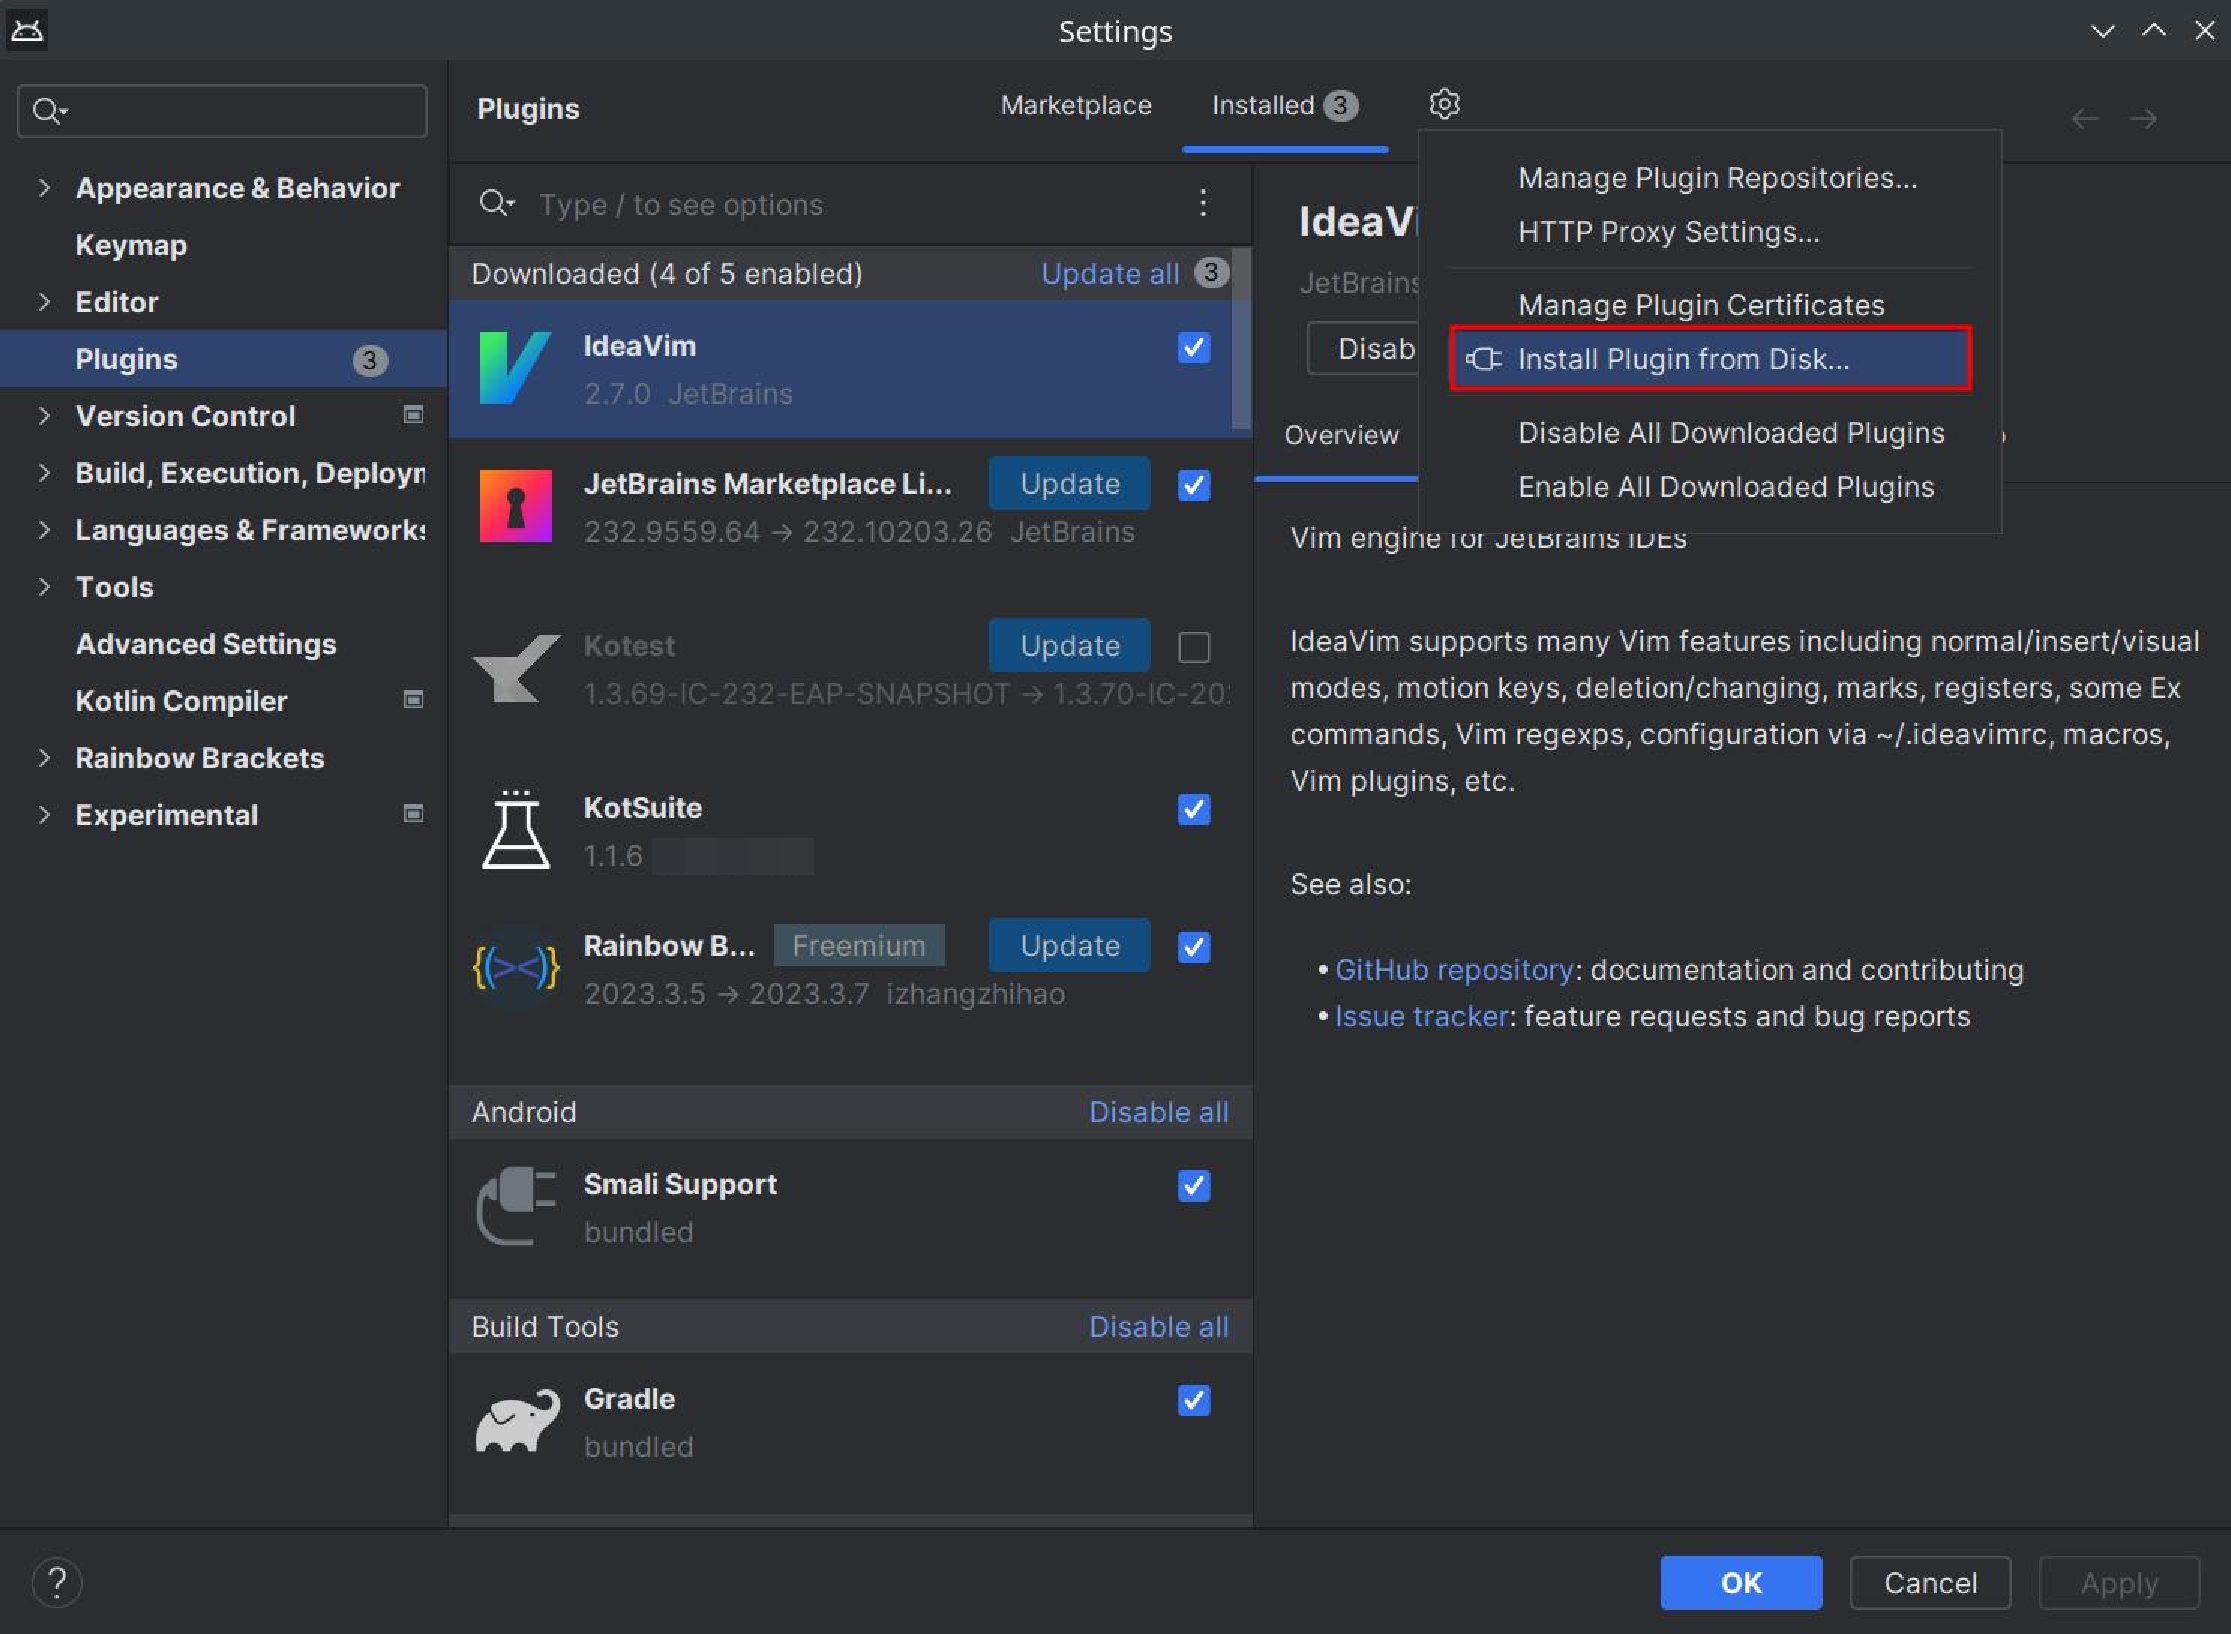 Settings
Appearance & Behavior
Keymap
Editor
Plugins 3
Version Control
Build, Execution, Deployn
Languages & Frameworks
Tools
Advanced Settings
Kotlin Compiler
Rainbow Brackets
Experimental
Plugins
Marketplace
Installed 3
Type / to see options
Downloaded (4 of 5 enabled) Update all 3
IdeaVim
2.7.0 JetBrains
JetBrains Marketplace Li... Update
232.9559.64 → 232.10203.26 JetBrains
Kotest Update
1.3.69-IC-232-EAP-SNAPSHOT → 1.3.70-IC-20
KotSuite
1.1.6
Rainbow B... Freemium Update
2023.3.5 → 2023.3.7 izhangzhihao
Android Disable all
Smali Support
bundled
Build Tools Disable all
Gradle
bundled
Manage Plugin Repositories...
HTTP Proxy Settings...
Manage Plugin Certificates
Install Plugin from Disk...
Disable All Downloaded Plugins
Enable All Downloaded Plugins
IdeaVi
JetBrains
Disab
Overview
Vim engine for JetBrains IDEs
IdeaVim supports many Vim features including normal/insert/visual
modes, motion keys, deletion/changing, marks, registers, some Ex
commands, Vim regexps, configuration via ~/.ideavimrc, macros,
Vim plugins, etc.
See also:
• GitHub repository: documentation and contributing
• Issue tracker: feature requests and bug reports
?
OK
Cancel
Apply